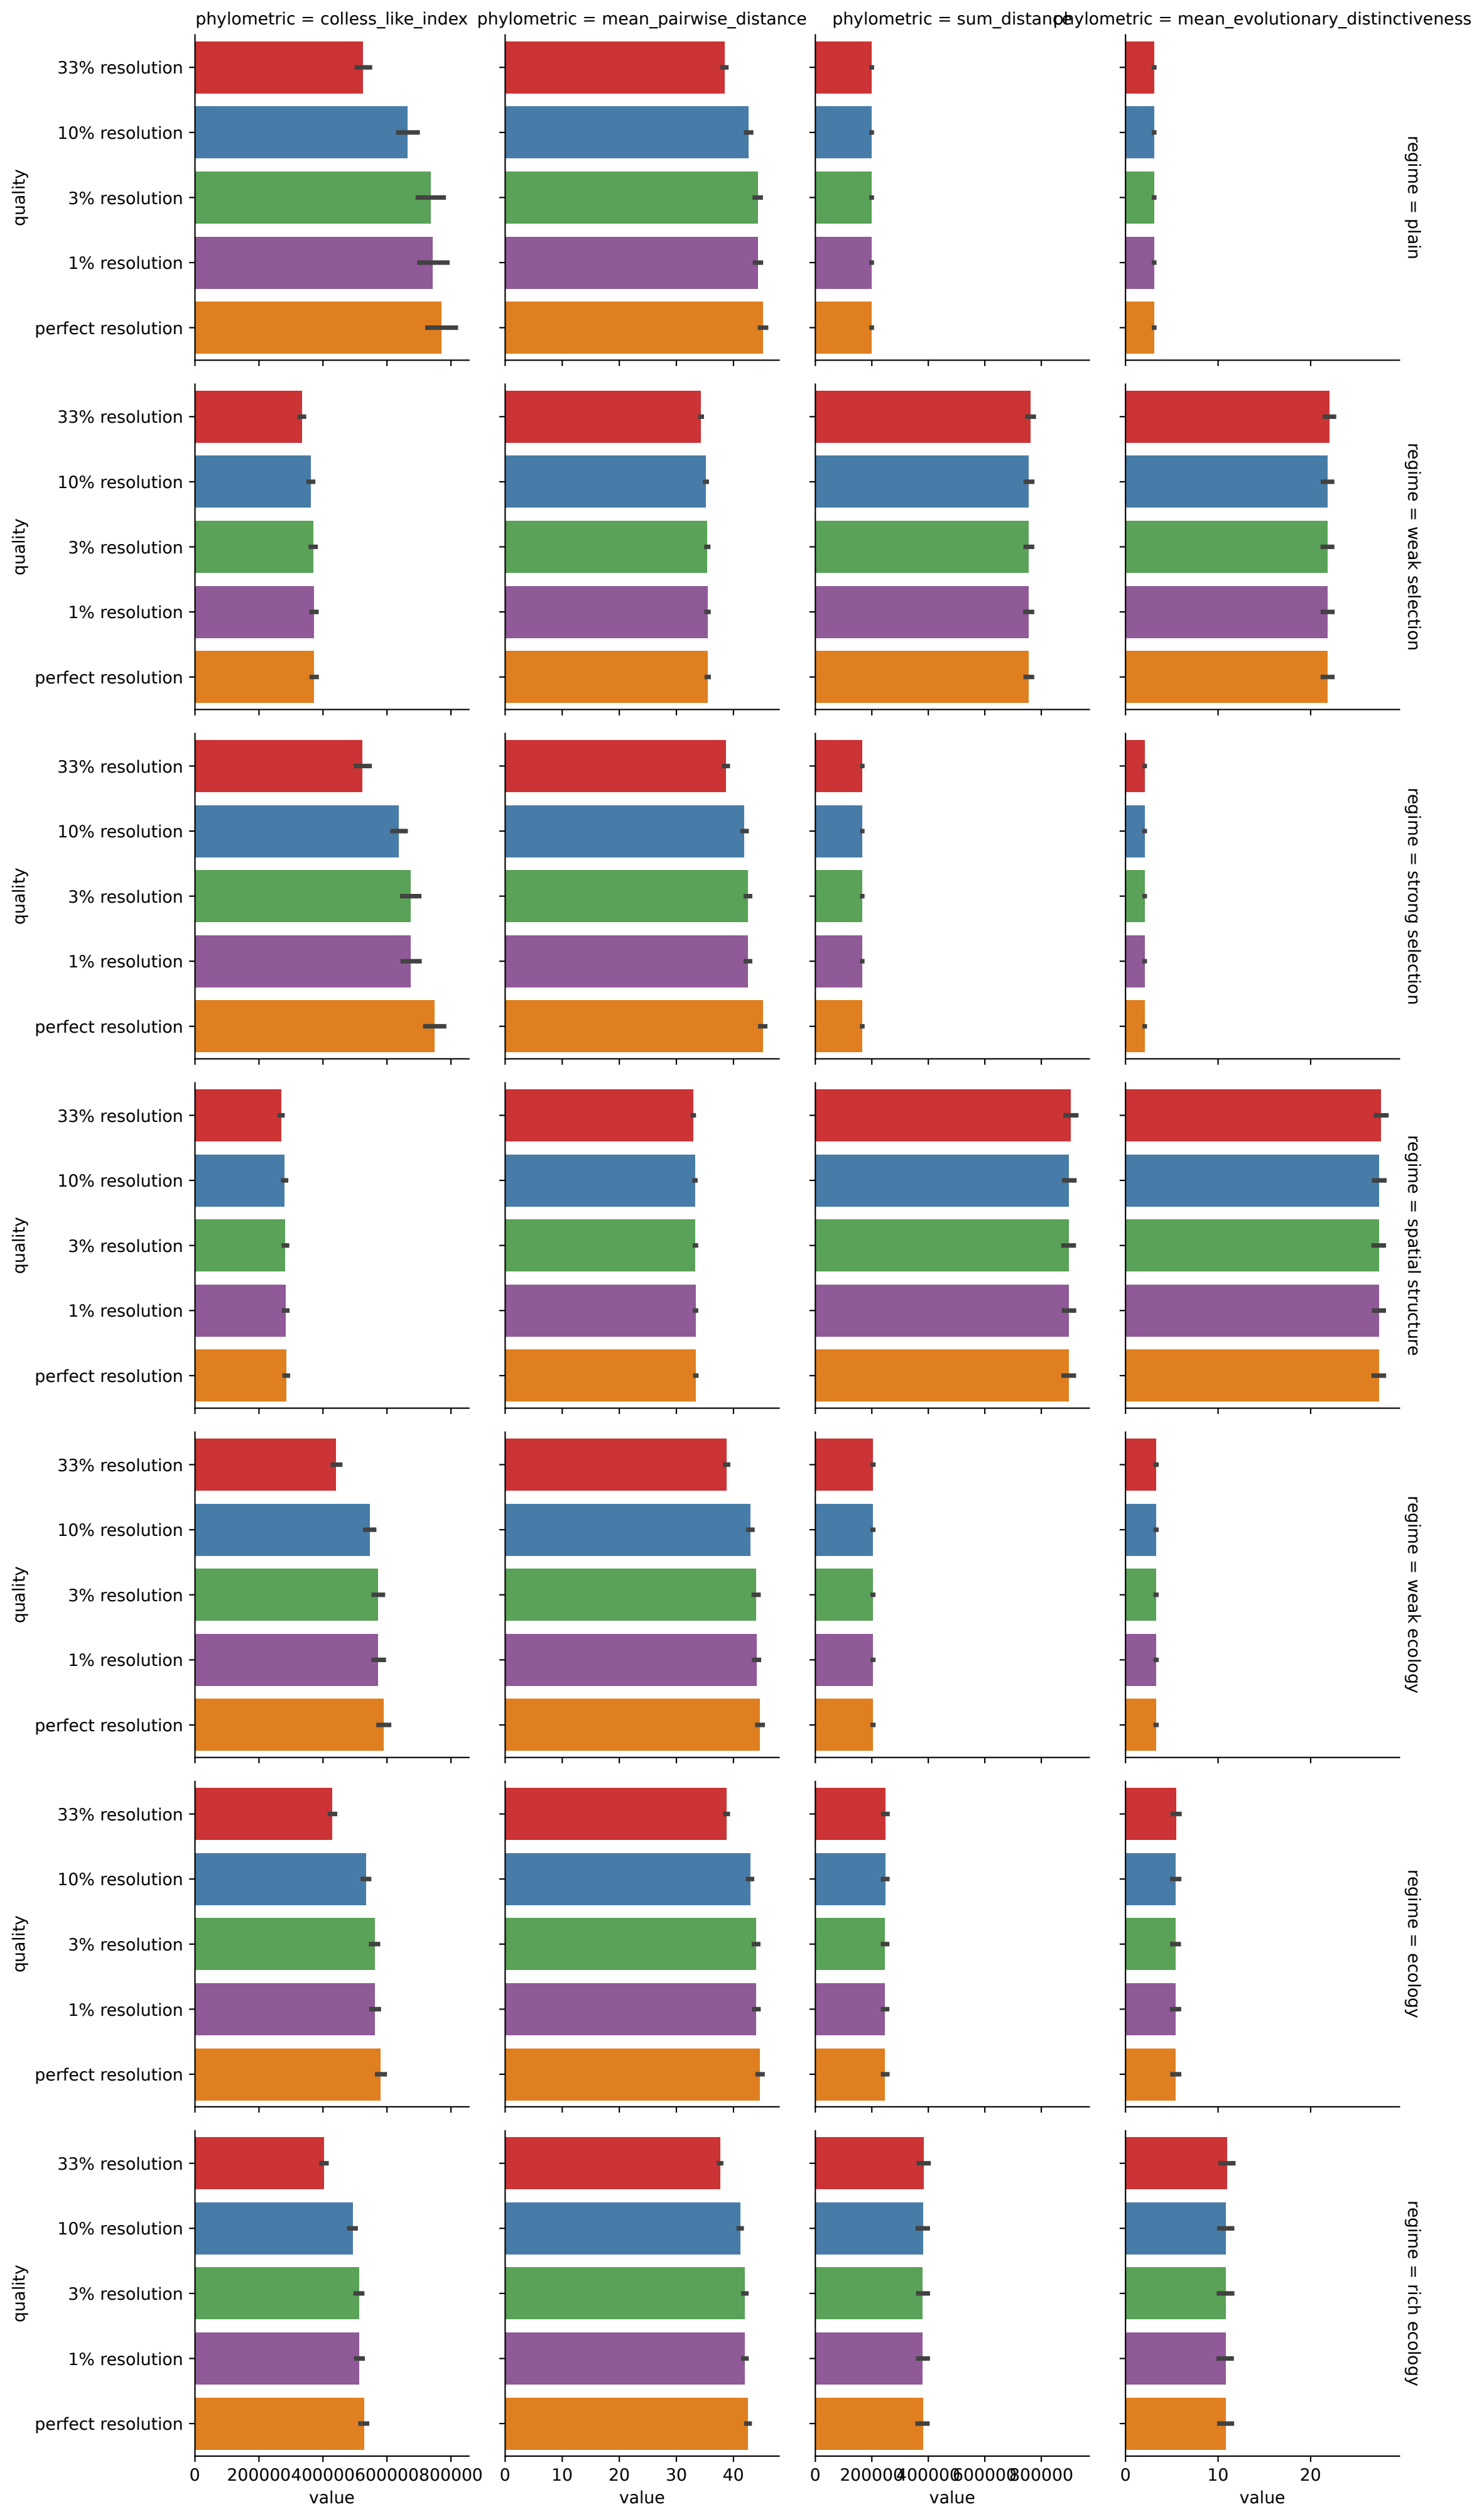 phylometric = colless_like_index
phylometric = mean_pairwise_distance
phylometric = sum_distance
phylometric = mean_evolutionary_distinctiveness
33% resolution
10% resolution
3% resolution
1% resolution
perfect resolution
quality
regime = plain
33% resolution
10% resolution
3% resolution
1% resolution
perfect resolution
quality
regime = weak selection
33% resolution
10% resolution
3% resolution
1% resolution
perfect resolution
quality
regime = strong selection
33% resolution
10% resolution
3% resolution
1% resolution
perfect resolution
quality
regime = spatial structure
33% resolution
10% resolution
3% resolution
1% resolution
perfect resolution
quality
regime = weak ecology
33% resolution
10% resolution
3% resolution
1% resolution
perfect resolution
quality
regime = ecology
33% resolution
10% resolution
3% resolution
1% resolution
perfect resolution
quality
regime = rich ecology
0 200000 400000 600000 800000
value
0 10 20 30 40
value
0 200000 400000 600000 800000
value
0 10 20
value